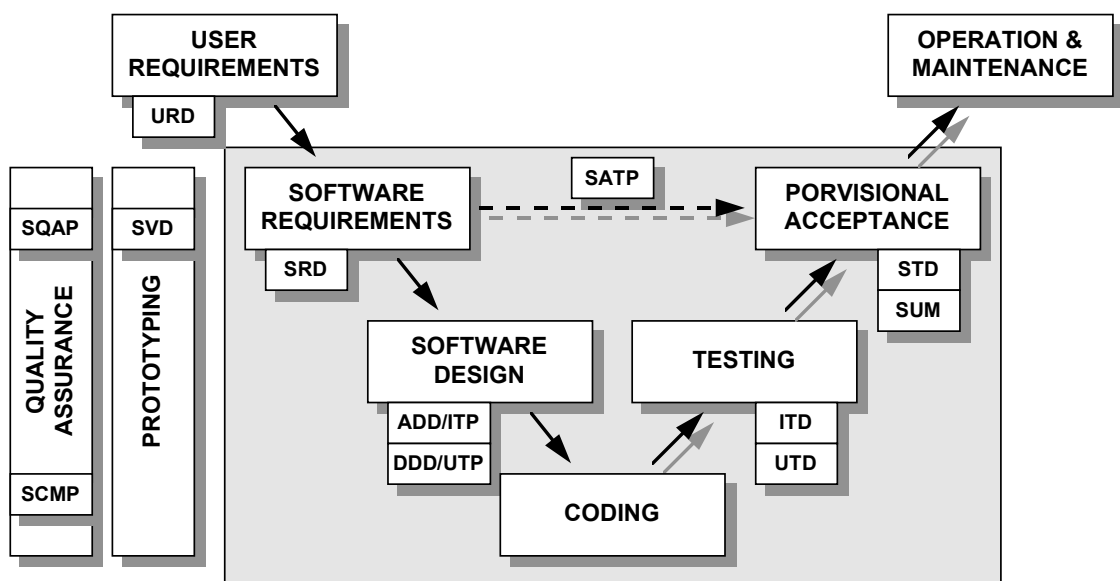 USER
REQUIREMENTS
URD
OPERATION &
MAINTENANCE
SQAP
QUALITY
ASSURANCE
SCMP
SVD
PROTOTYPING
SOFTWARE
REQUIREMENTS
SRD
SATP
PORVISIONAL
ACCEPTANCE
STD
SUM
SOFTWARE
DESIGN
ADD/ITP
DDD/UTP
TESTING
ITD
UTD
CODING